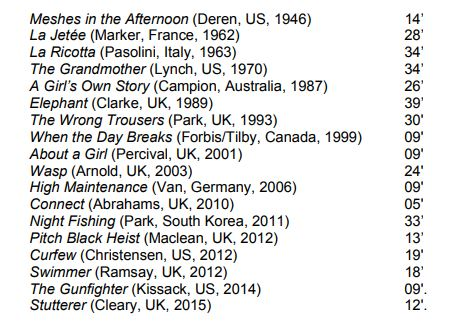 Meshes in the Afternoon (Deren, US, 1946) 14’
La Jetée (Marker, France, 1962) 28’
La Ricotta (Pasolini, Italy, 1963) 34’
The Grandmother (Lynch, US, 1970) 34’
A Girl’s Own Story (Campion, Australia, 1987) 26’
Elephant (Clarke, UK, 1989) 39’
The Wrong Trousers (Park, UK, 1993) 30'
When the Day Breaks (Forbis/Tilby, Canada, 1999) 09'
About a Girl (Percival, UK, 2001) 09'
Wasp (Arnold, UK, 2003) 24'
High Maintenance (Van, Germany, 2006) 09'
Connect (Abrahams, UK, 2010) 05'
Night Fishing (Park, South Korea, 2011) 33’
Pitch Black Heist (Maclean, UK, 2012) 13’
Curfew (Christensen, US, 2012) 19'
Swimmer (Ramsay, UK, 2012) 18’
The Gunfighter (Kissack, US, 2014) 09'.
Stutterer (Cleary, UK, 2015) 12'.